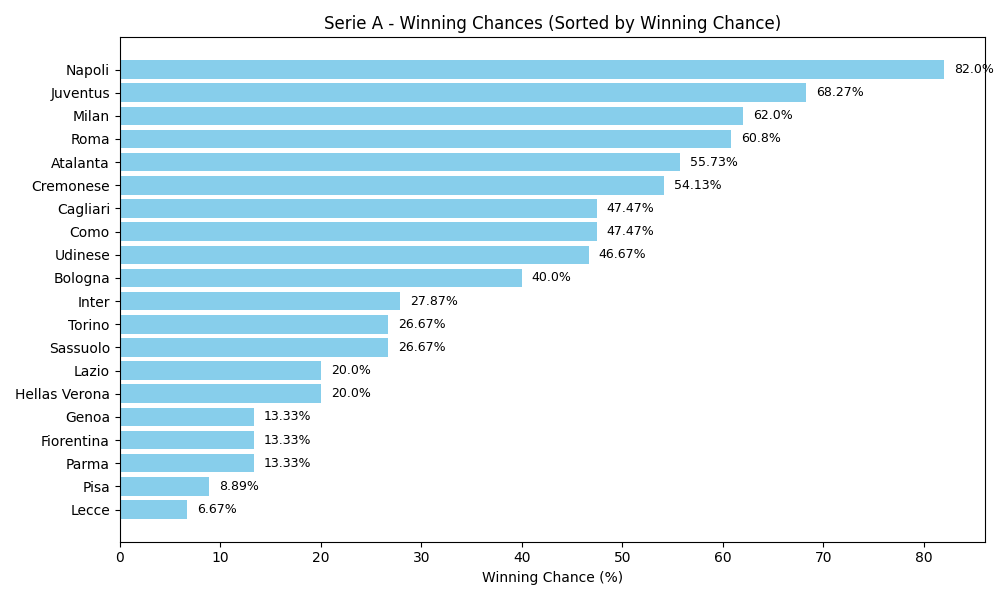 Serie A - Winning Chances (Sorted by Winning Chance)
Napoli 82.0%
Juventus 68.27%
Milan 62.0%
Roma 60.8%
Atalanta 55.73%
Cremonese 54.13%
Cagliari 47.47%
Como 47.47%
Udinese 46.67%
Bologna 40.0%
Inter 27.87%
Torino 26.67%
Sassuolo 26.67%
Lazio 20.0%
Hellas Verona 20.0%
Genoa 13.33%
Fiorentina 13.33%
Parma 13.33%
Pisa 8.89%
Lecce 6.67%
0 10 20 30 40 50 60 70 80
Winning Chance (%)